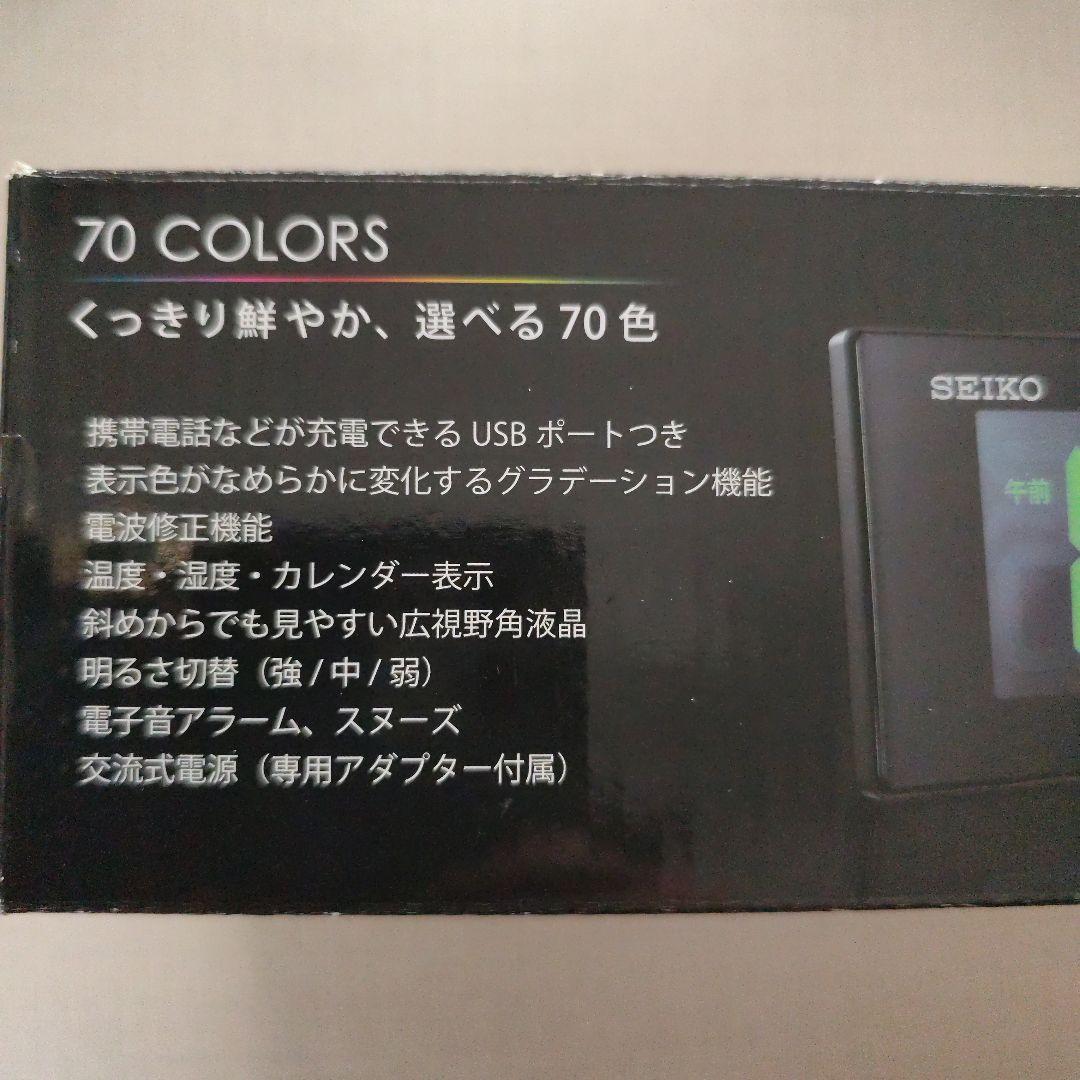 70 COLORS
くっきり鮮やか、選べる70色
携帯電話などが充電できるUSBポートつき
表示色がなめらかに変化するグラデーション機能
電波修正機能
温度・湿度・カレンダー表示
斜めからでも見やすい広視野角液晶
明るさ切替（強/中/弱）
電子音アラーム、スヌーズ
交流式電源（専用アダプター付属）
SEIKO
午前